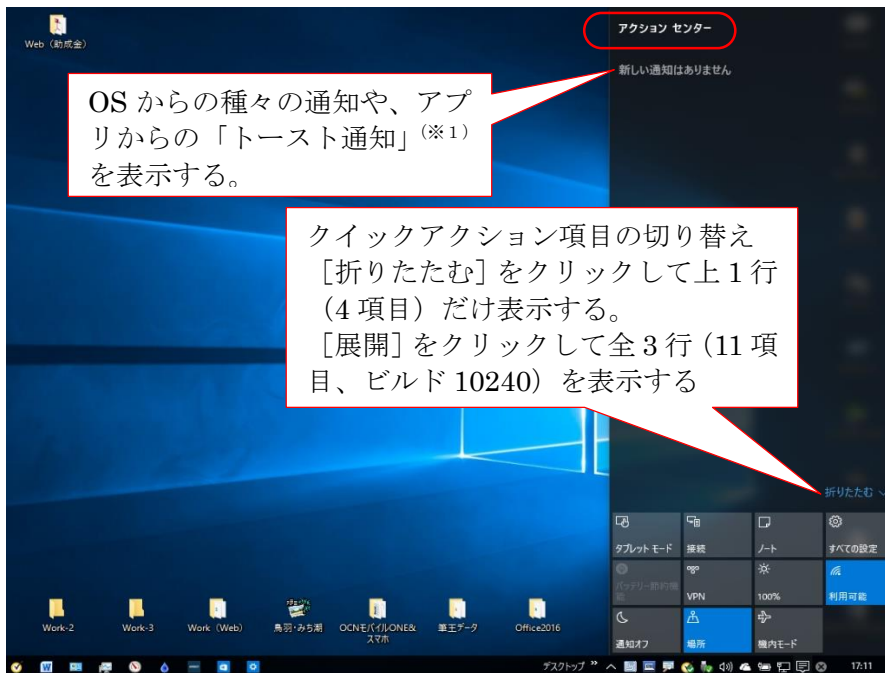 Web（助成金）
アクション センター
新しい通知はありません
OS からの種々の通知や、アプ
リからの「トースト通知」（※1）
を表示する。
クイックアクション項目の切り替え
［折りたたむ］をクリックして上 1 行
（4 項目）だけ表示する。
［展開］をクリックして全 3 行（11 項
目、ビルド 10240）を表示する
折りたたむ
タブレット モード
接続
ノート
すべての設定
バッテリー節約機
能
VPN
100%
利用可能
通知オフ
場所
機内モード
Work-2
Work-3
Work（Web）
鳥羽・みち潮
OCNモバイルONE&
スマホ
筆王データ
Office2016
デスクトップ
17:11